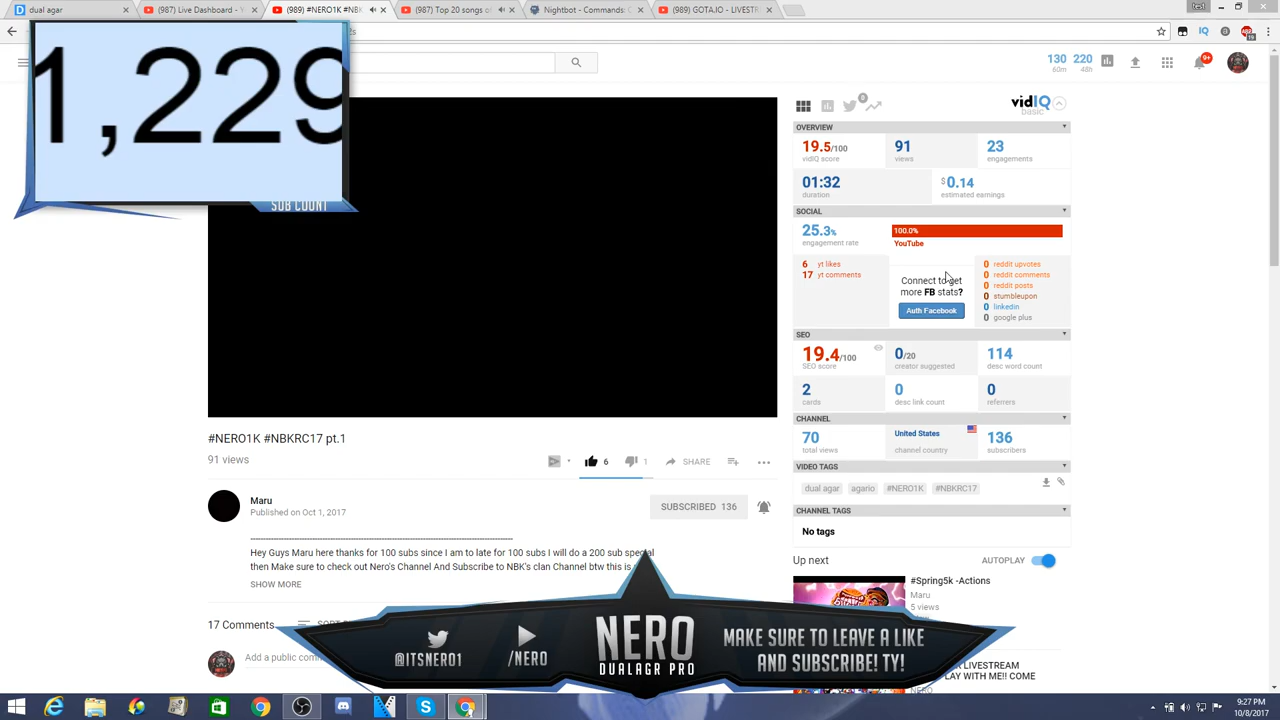 dual agar
(987) Live Dashboard - Y
(989) #NERO1K #NBK
(987) Top 20 songs of
Nightbot - Commands: C
(989) GOTAJO - LIVESTR
1,229
SUB COUNT
130 60m
220 48h
9+
vidIQ
basic
0
OVERVIEW
19.5/100
vidIQ score
91
views
23
engagements
01:32
duration
$0.14
estimated earnings
SOCIAL
25.3%
engagement rate
100.0%
YouTube
6 yt likes
17 yt comments
Connect to get
more FB stats?
Auth Facebook
0 reddit upvotes
0 reddit comments
0 reddit posts
0 stumbleupon
0 linkedin
0 google plus
SEO
19.4/100
SEO score
0/20
creator suggested
114
desc word count
2
cards
0
desc link count
0
referrers
CHANNEL
70
total views
United States
channel country
136
subscribers
VIDEO TAGS
dual agar agario #NERO1K #NBKRC17
CHANNEL TAGS
No tags
#NERO1K #NBKRC17 pt.1
91 views
6
1
SHARE
Maru
Published on Oct 1, 2017
SUBSCRIBED 136
Hey Guys Maru here thanks for 100 subs since I am to late for 100 subs I will do a 200 sub special
then Make sure to check out Nero's Channel And Subscribe to NBK's clan Channel btw this is
SHOW MORE
17 Comments
Add a public comm
Up next
AUTOPLAY
#Spring5k -Actions
Maru
5 views
LIVESTREAM
LAY WITH ME!! COME
NERO
@ITSNERO1
/NERO
NERO
DUALAGR PRO
MAKE SURE TO LEAVE A LIKE
AND SUBSCRIBE! TY!
9:27 PM
10/8/2017